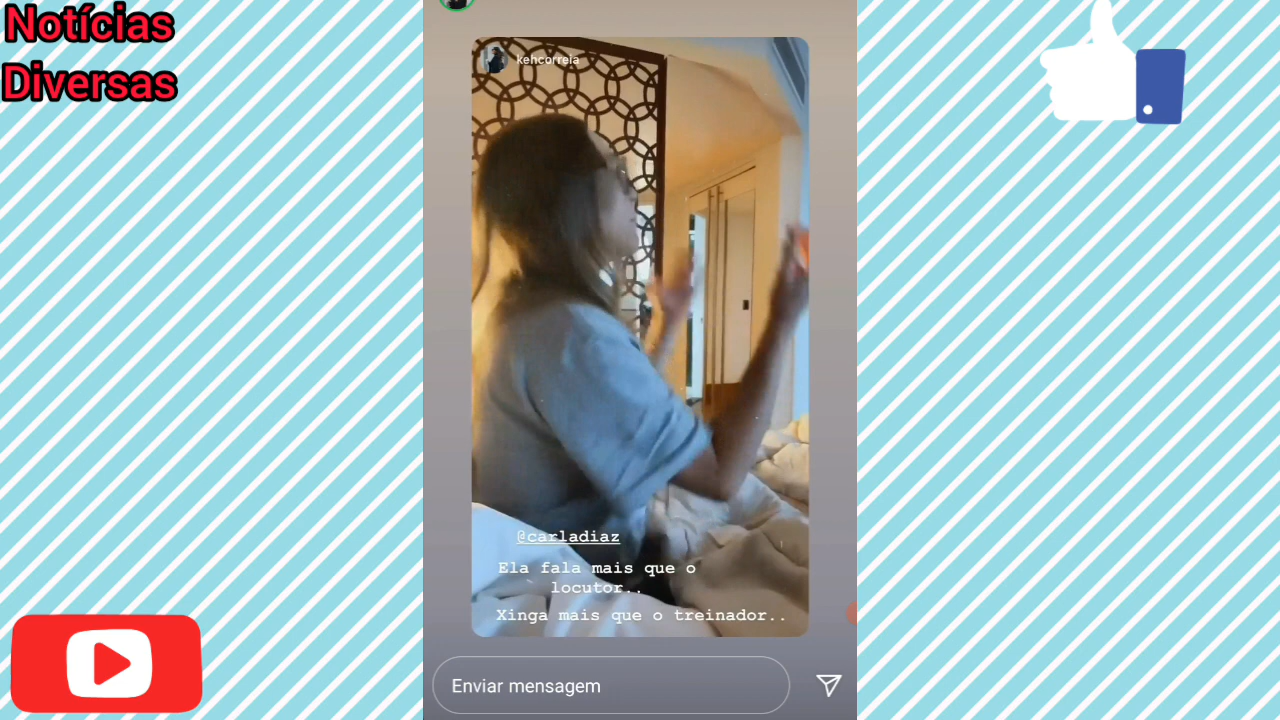 Notícias
Diversas
kehcorreia
@carladiaz
Ela fala mais que o
locutor..
Xinga mais que o treinador..
Enviar mensagem